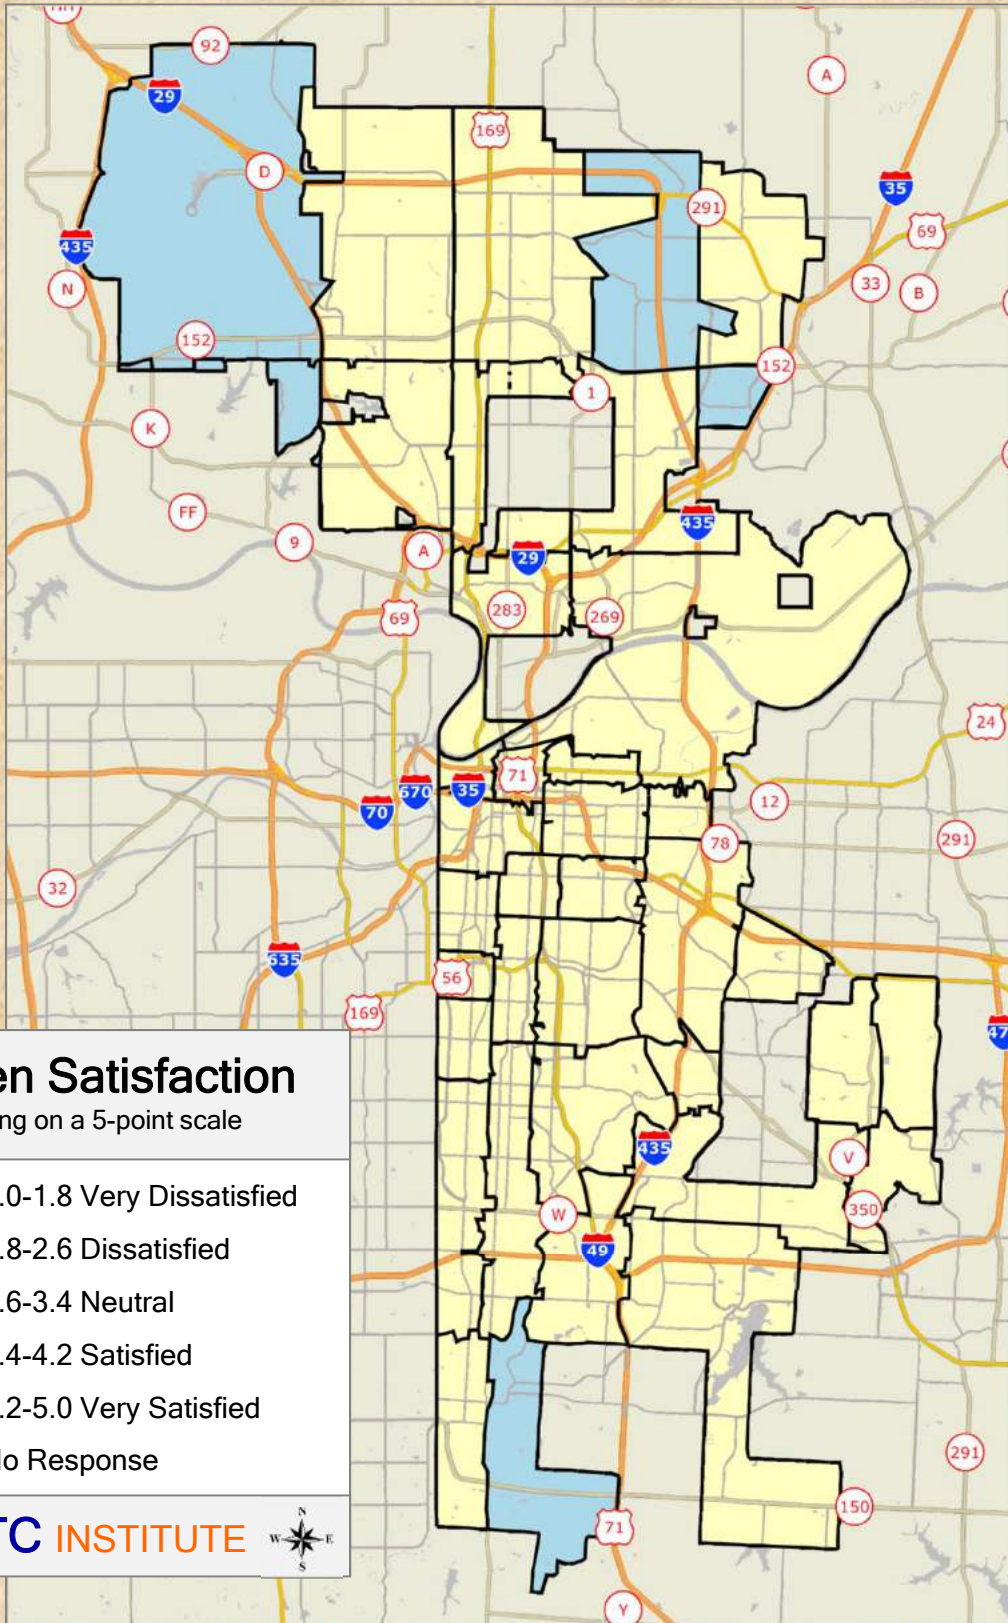 92
29
169
A
D
35
291
435
69
N
33
B
152
152
1
K
FF
435
9
A
29
283
269
69
24
71
670
35
70
12
78
291
32
635
56
169
47
en Satisfaction
ng on a 5-point scale
435
V
.0-1.8 Very Dissatisfied
350
W
.8-2.6 Dissatisfied
49
.6-3.4 Neutral
.4-4.2 Satisfied
.2-5.0 Very Satisfied
o Response
291
150
TC INSTITUTE
N
W E
S
71
Y